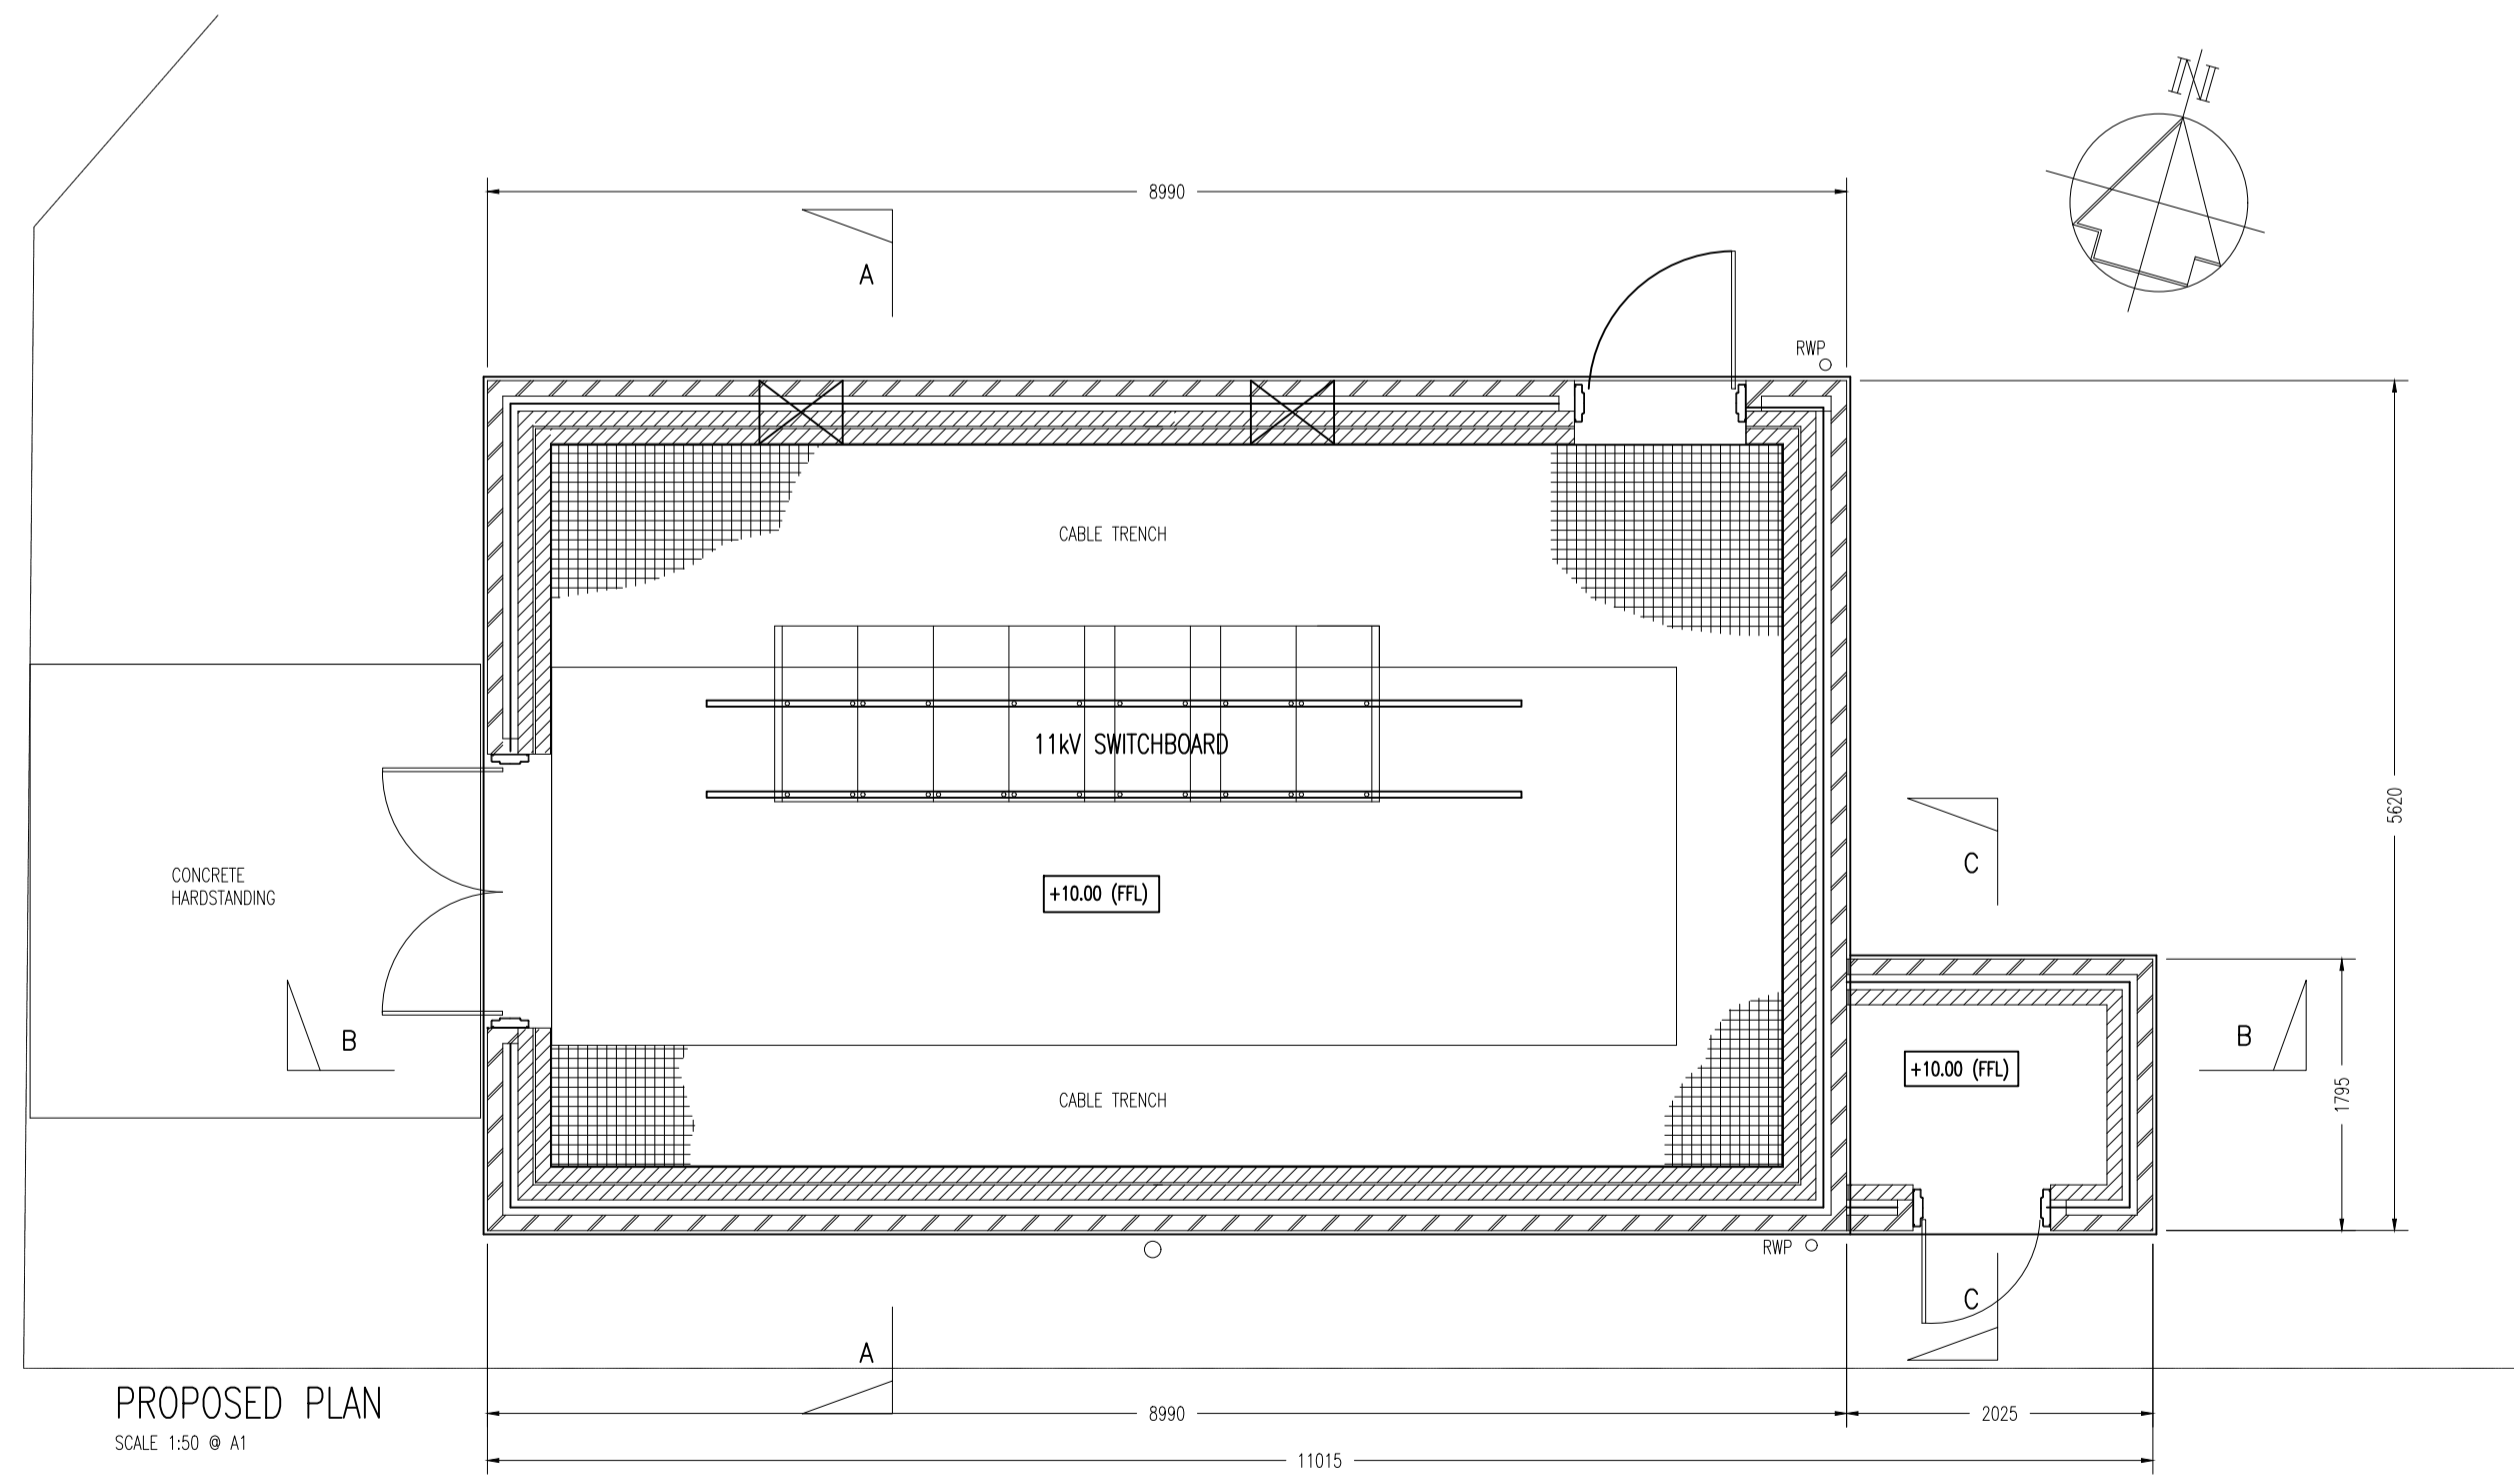 N
8990
A
RWP
CABLE TRENCH
11kV SWITCHBOARD
5620
C
CONCRETE
HARDSTANDING
+10.00 (FFL)
B
B
+10.00 (FFL)
1795
CABLE TRENCH
RWP
C
A
PROPOSED PLAN
SCALE 1:50 @ A1
8990
2025
11015